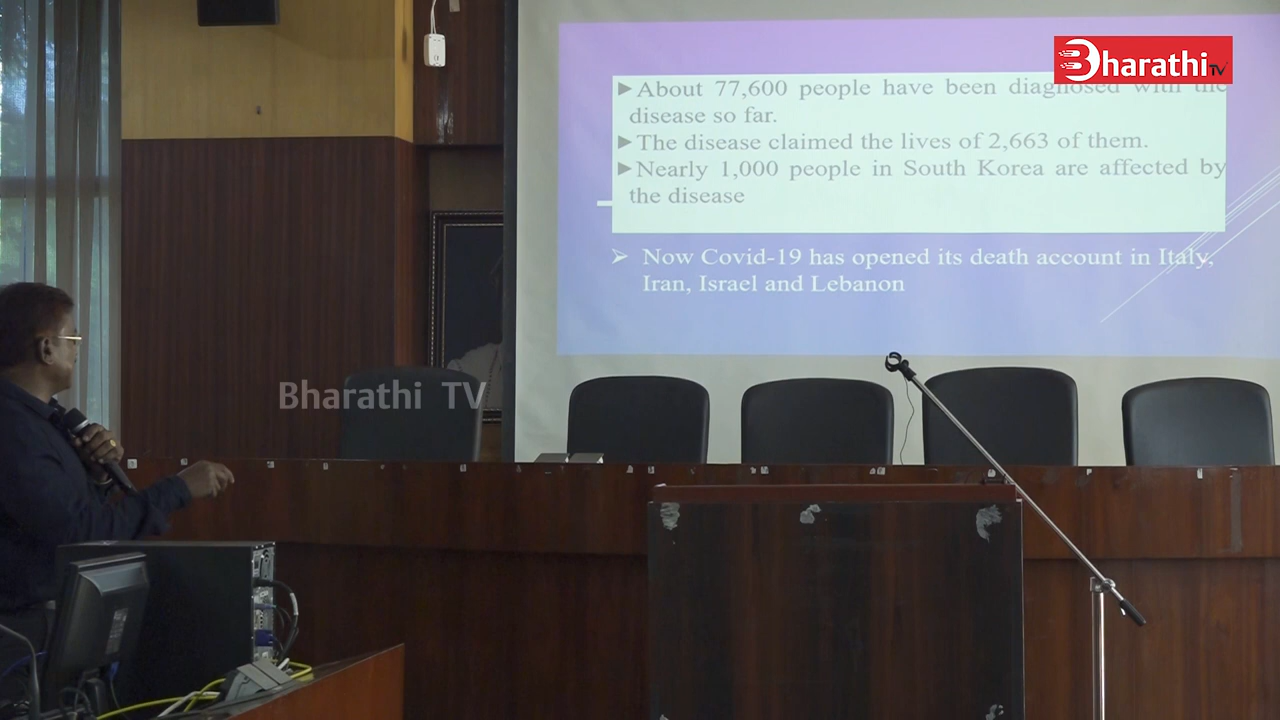 Bharathi TV
►About 77,600 people have been diagnosed with the
disease so far.
►The disease claimed the lives of 2,663 of them.
►Nearly 1,000 people in South Korea are affected by
the disease
➢ Now Covid-19 has opened its death account in Italy,
Iran, Israel and Lebanon
Bharathi TV